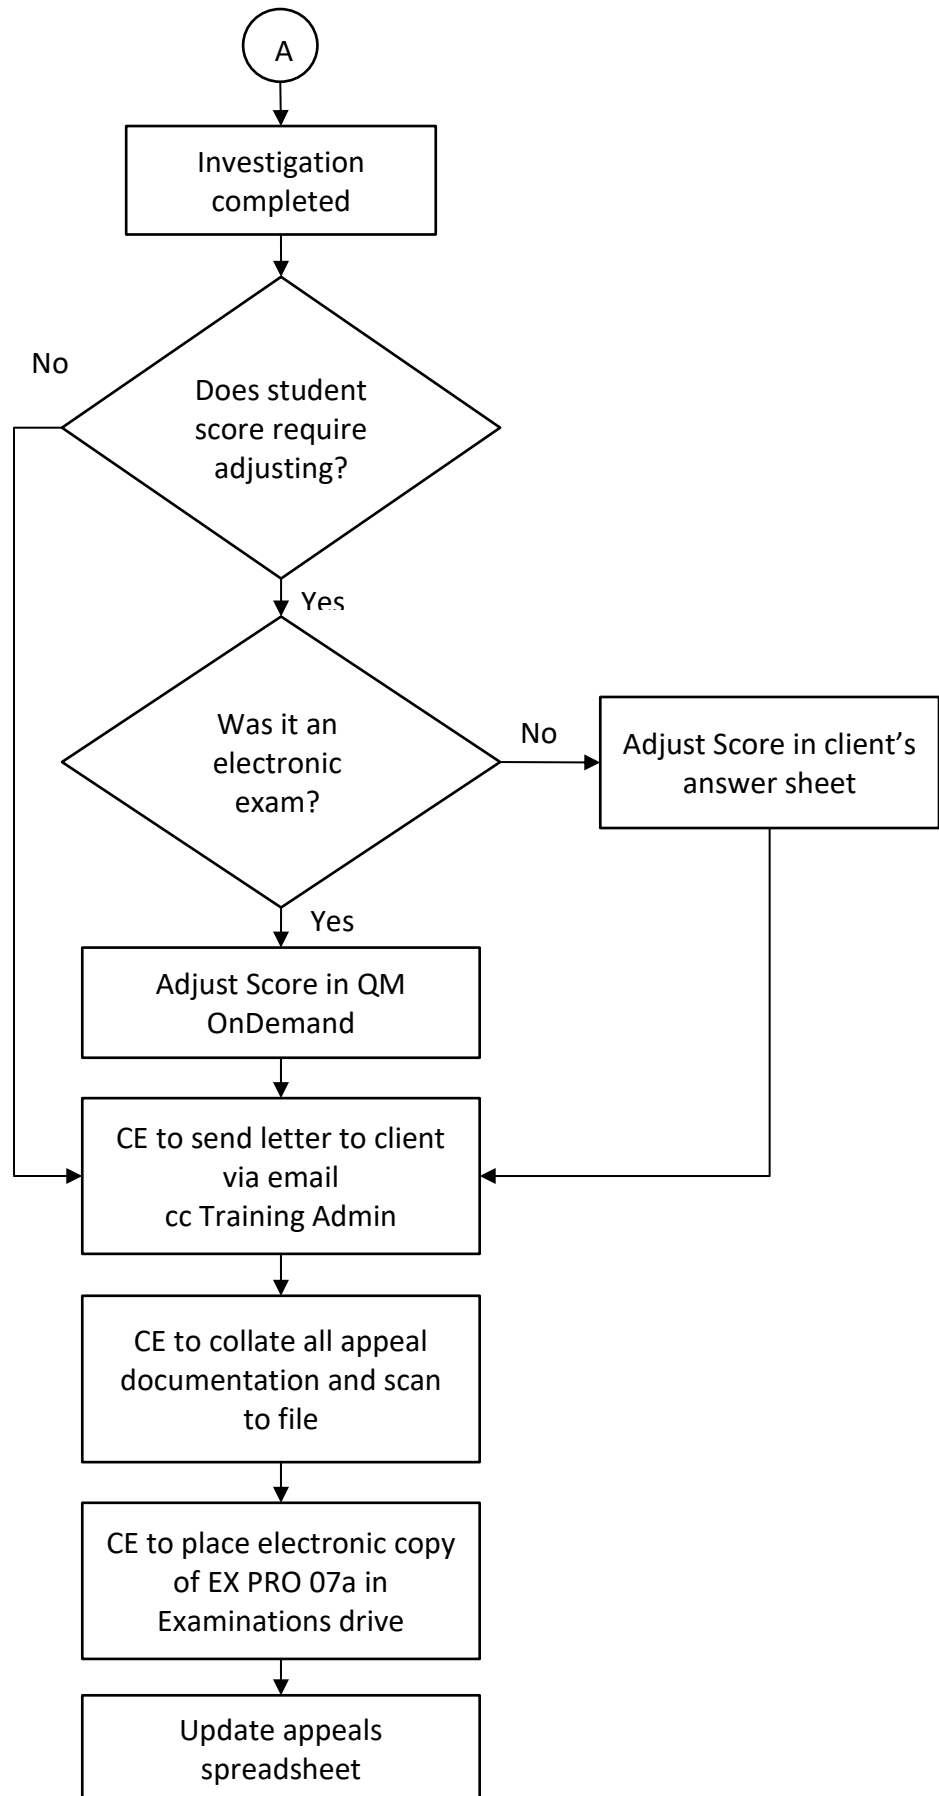 A
Investigation
completed
No
Does student
score require
adjusting?
Yes
Was it an
electronic
exam?
No
Adjust Score in client’s
answer sheet
Yes
Adjust Score in QM
OnDemand
CE to send letter to client
via email
cc Training Admin
CE to collate all appeal
documentation and scan
to file
CE to place electronic copy
of EX PRO 07a in
Examinations drive
Update appeals
spreadsheet